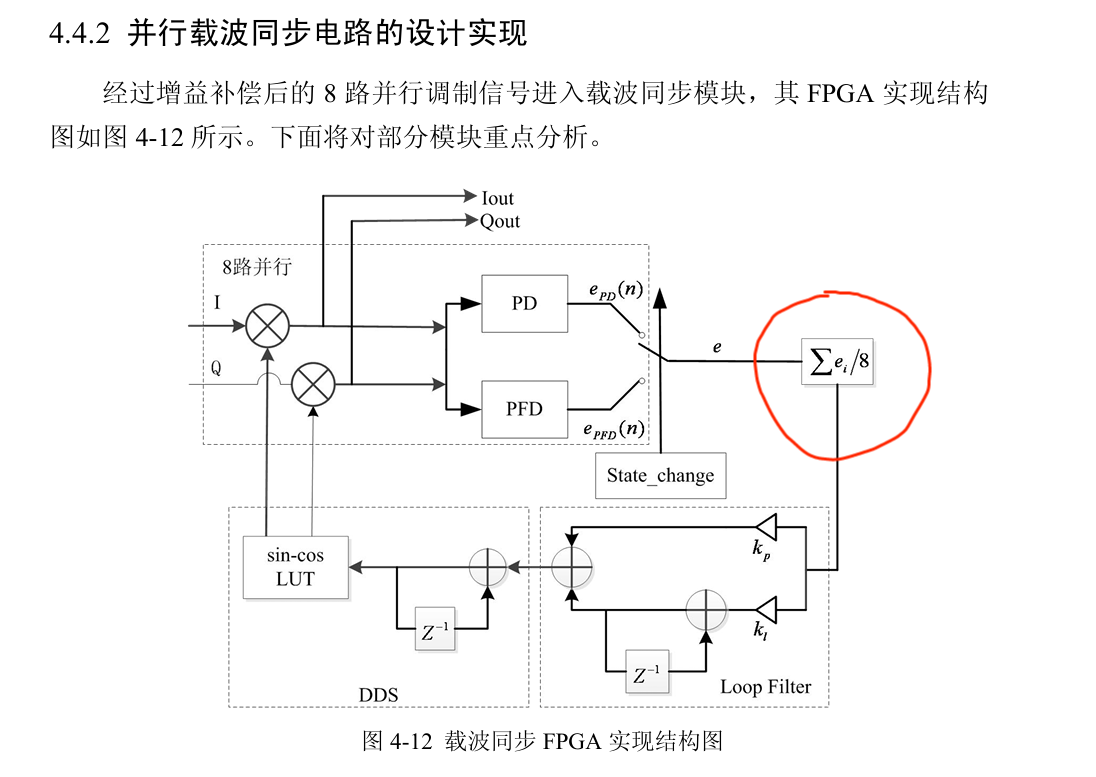 4.4.2 并行载波同步电路的设计实现
经过增益补偿后的 8 路并行调制信号进入载波同步模块，其 FPGA 实现结构
图如图 4-12 所示。下面将对部分模块重点分析。
Iout
Qout
8路并行
I
PD
e_PD(n)
e
∑e_i/8
Q
PFD
e_PFD(n)
State_change
sin-cos
LUT
Z⁻¹
DDS
k_p
k_I
Z⁻¹
Loop Filter
图 4-12 载波同步 FPGA 实现结构图